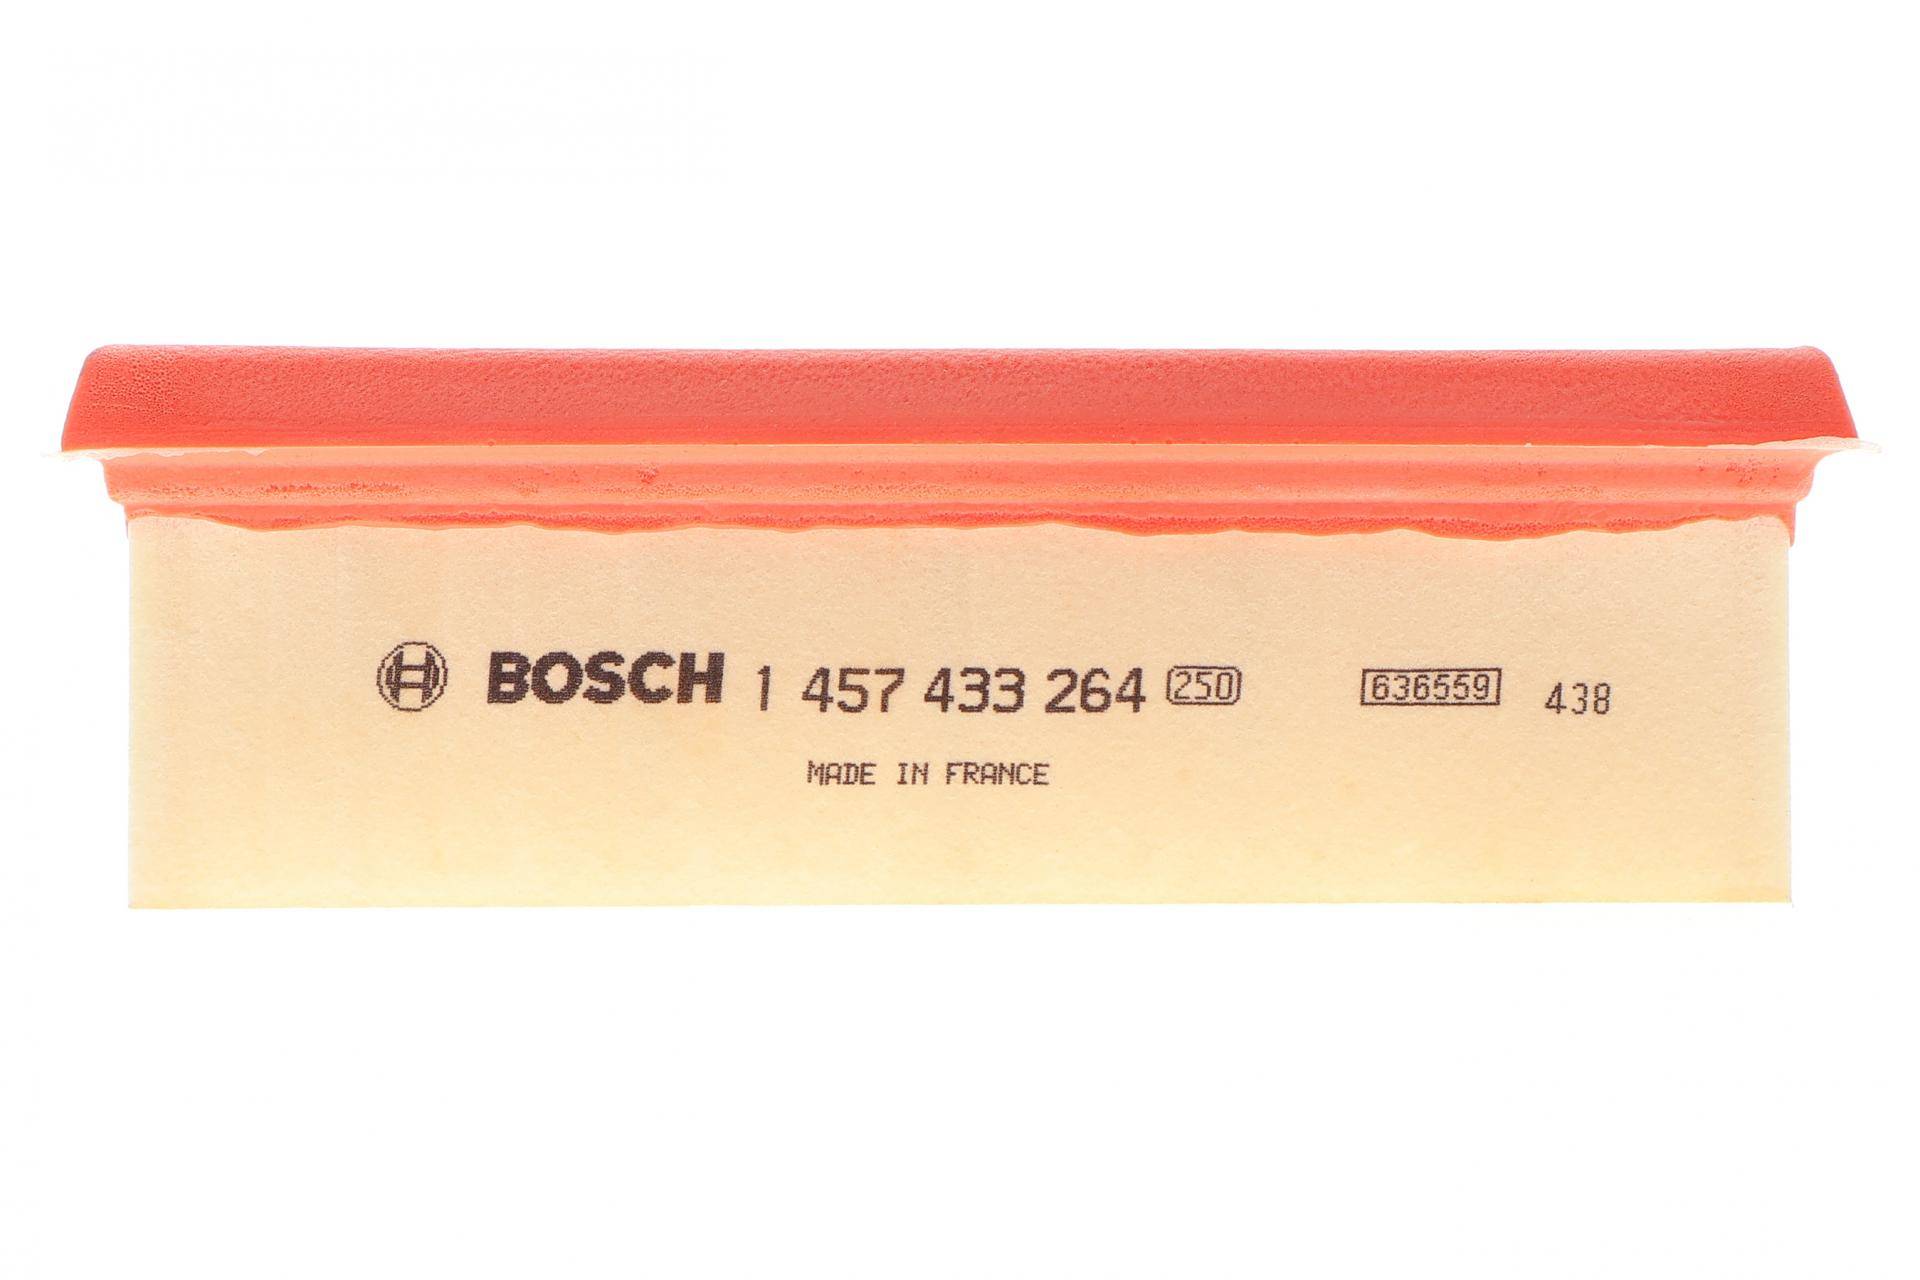 BOSCH 1 457 433 264 250 636559 438
MADE IN FRANCE